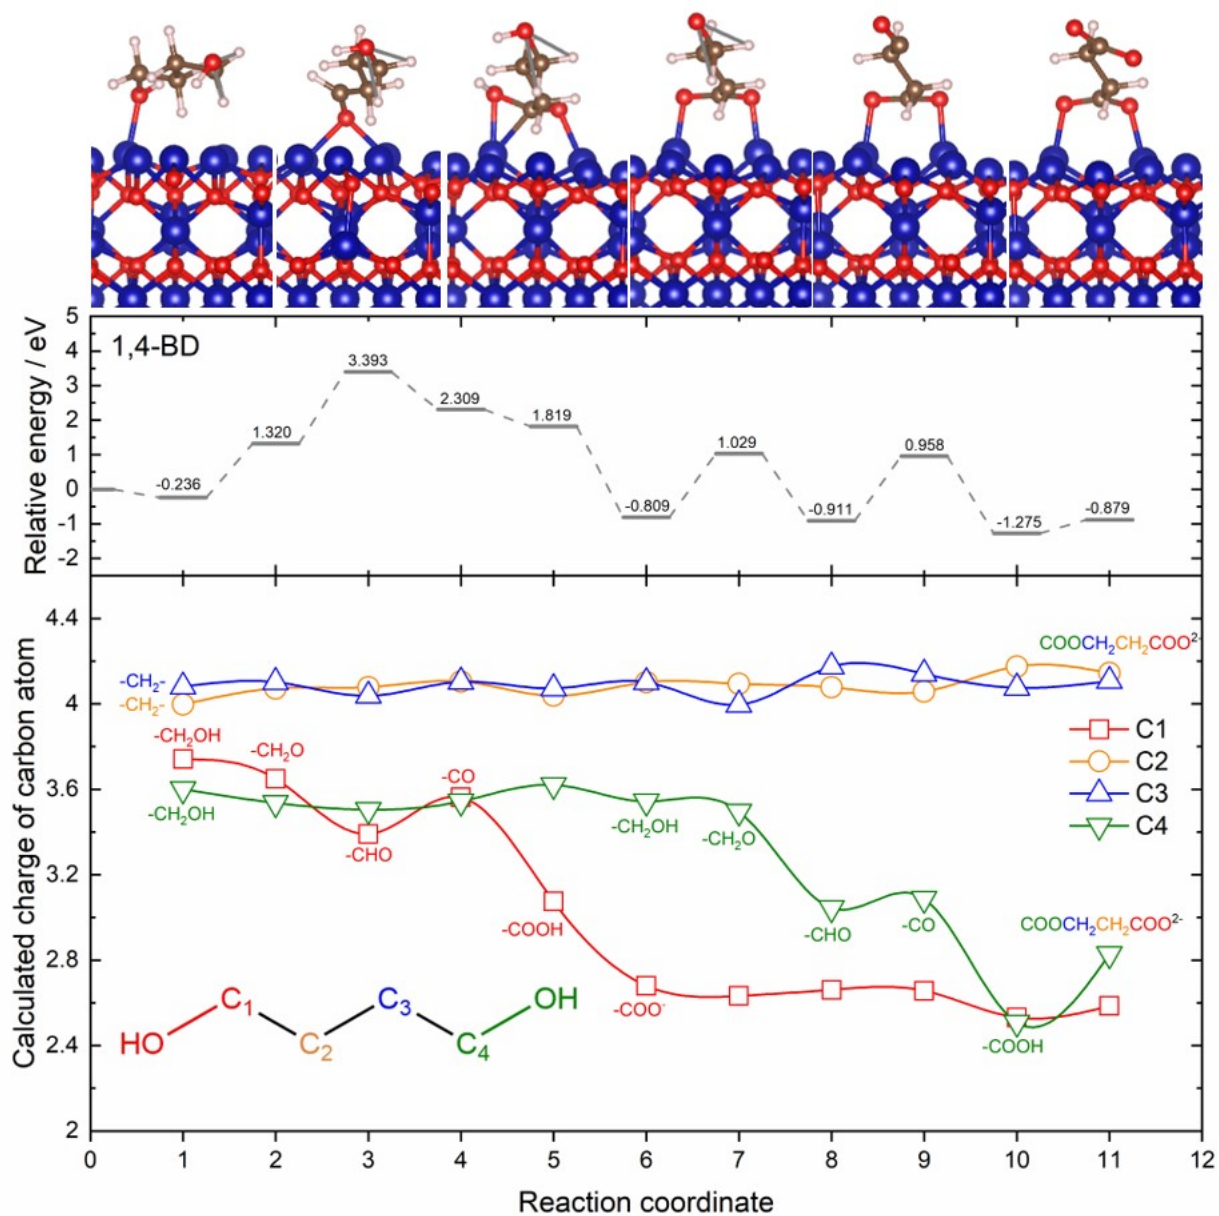 5
4
3
2
1
0
-1
-2
Relative energy / eV
1,4-BD
-0.236
1.320
3.393
2.309
1.819
-0.809
1.029
-0.911
0.958
-1.275
-0.879
4.4
4
3.6
3.2
2.8
2.4
2
Calculated charge of carbon atom
-CH₂-
-CH₂-
-CH₂OH
-CH₂O
-CH₂OH
-CHO
-CO
-COOH
-COO⁻
-CH₂OH
-CH₂O
-CHO
-CO
-COOH
COOCH₂CH₂COO²⁻
C1
C2
C3
C4
COOCH₂CH₂COO²⁻
HO C₁ C₂ C₃ C₄ OH
0 1 2 3 4 5 6 7 8 9 10 11 12
Reaction coordinate